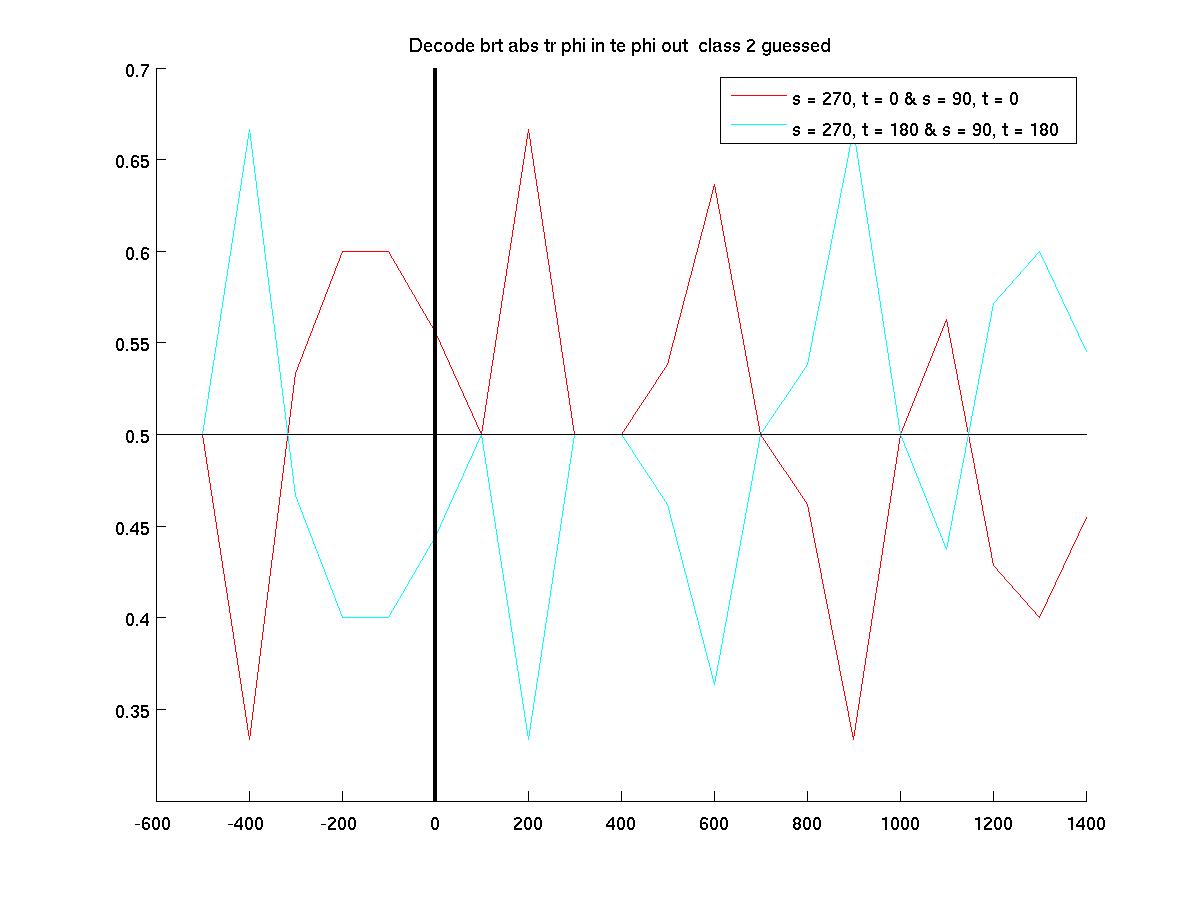 Decode brt abs tr phi in te phi out  class 2 guessed
s = 270, t = 0 & s = 90, t = 0
s = 270, t = 180 & s = 90, t = 180
0.7
0.65
0.6
0.55
0.5
0.45
0.4
0.35
-600 -400 -200 0 200 400 600 800 1000 1200 1400